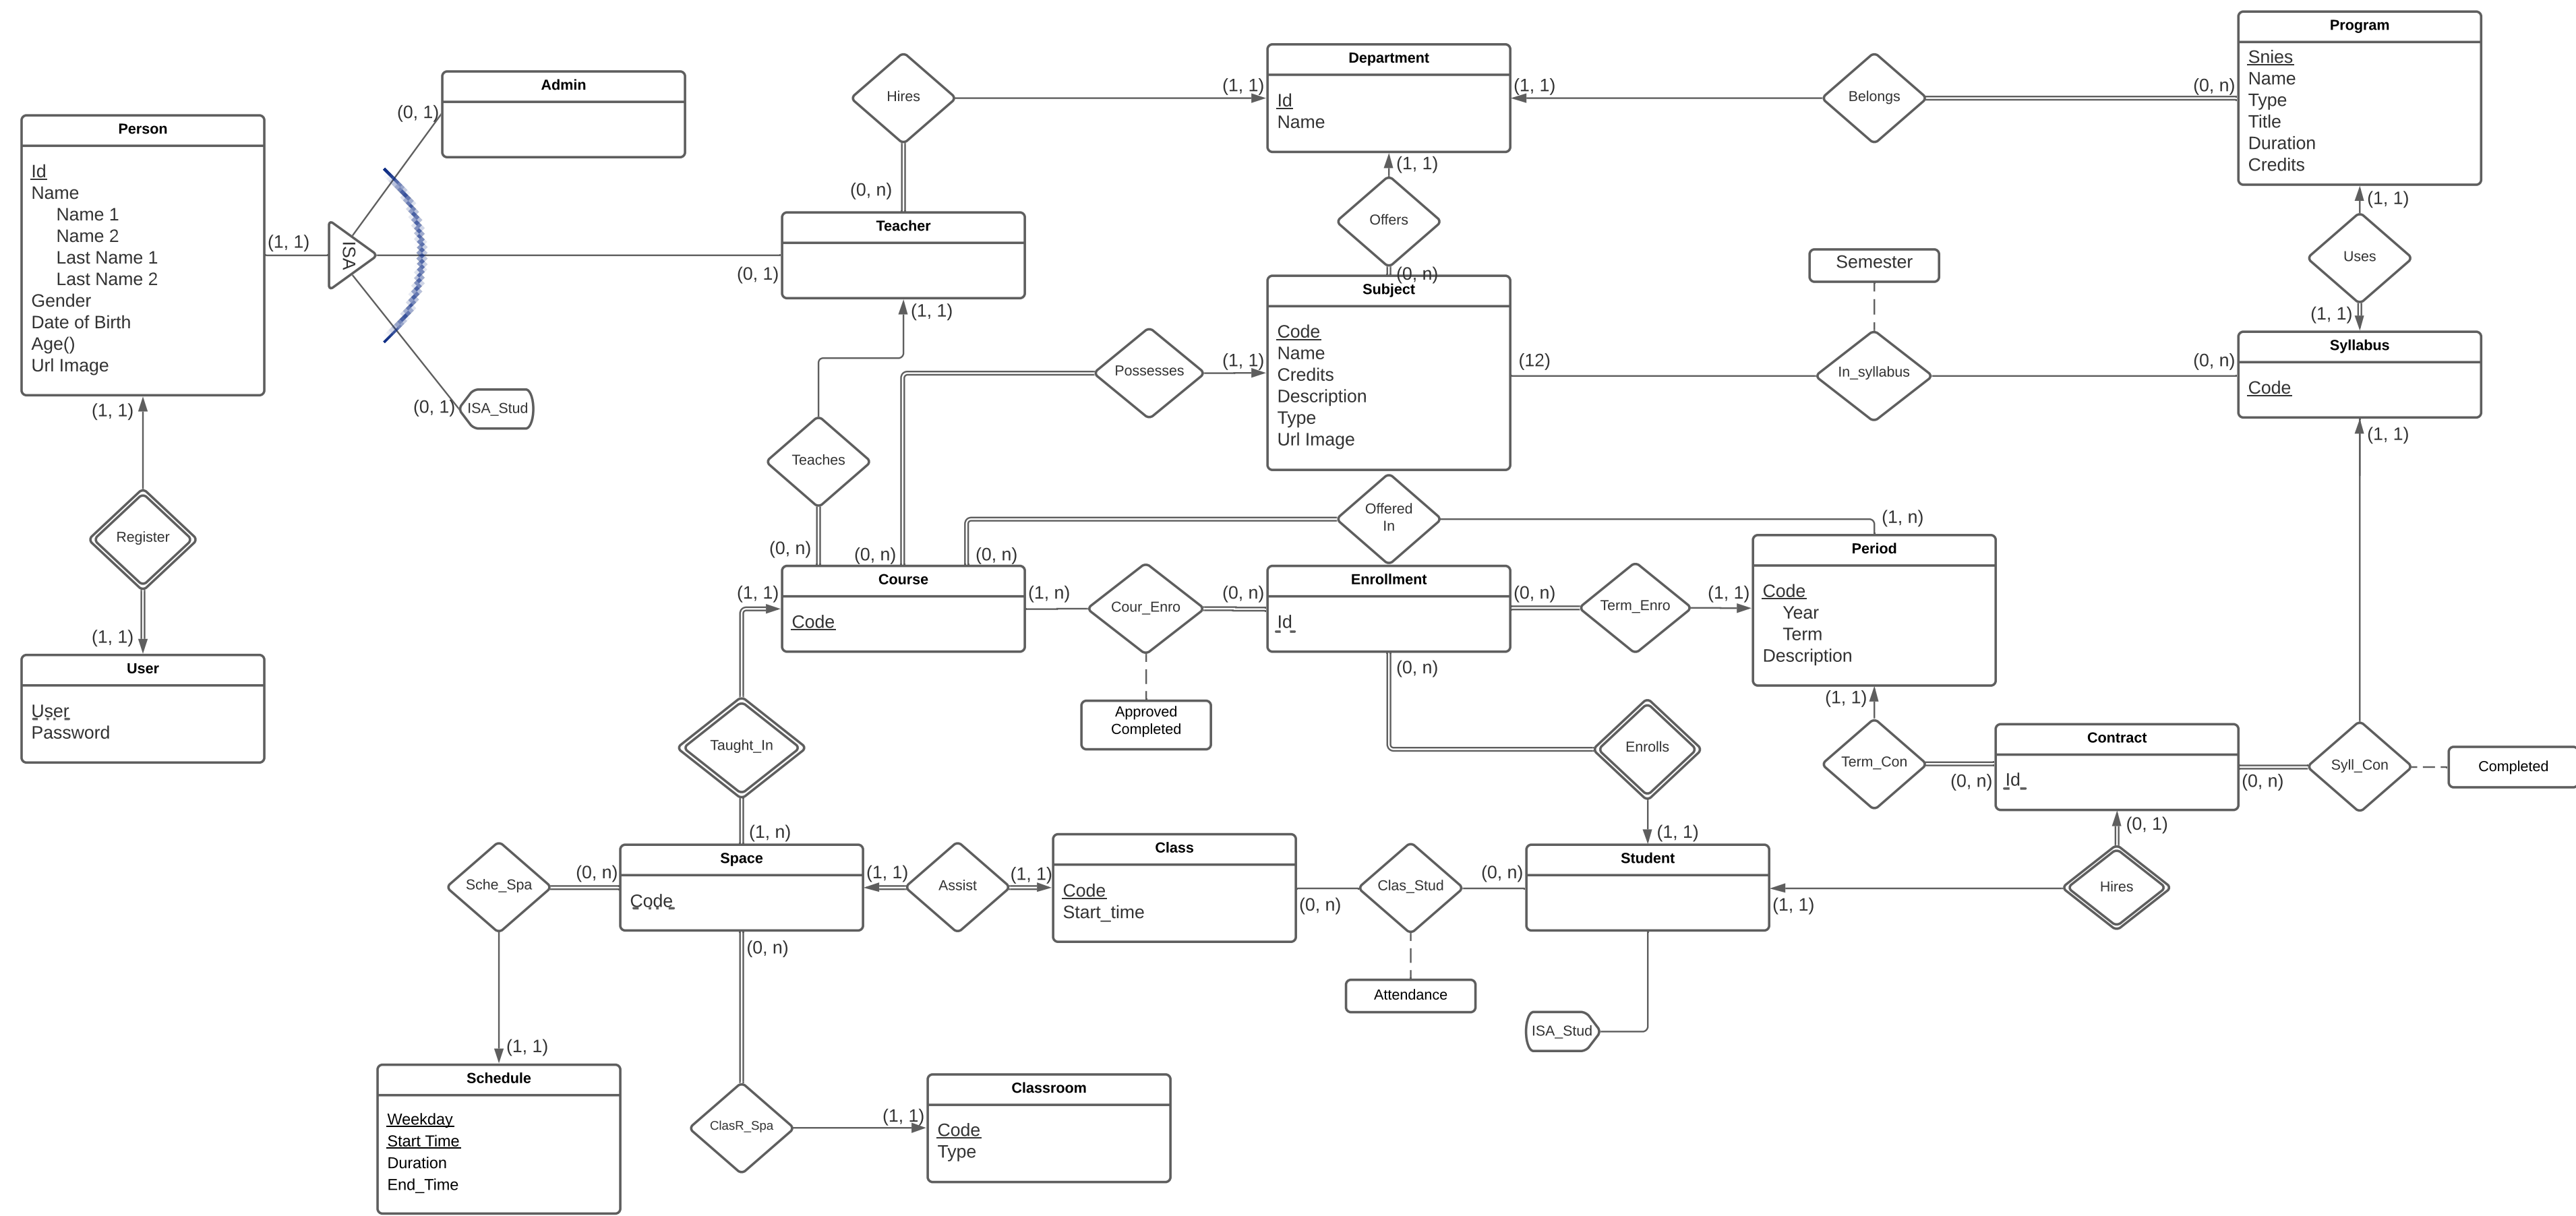 Program
Snies
Name
Type
Title
Duration
Credits
Department
Id
Name
Admin
Hires
(1, 1)
(1, 1)
Belongs
(0, n)
(0, 1)
Person
Id
Name
Name 1
Name 2
Last Name 1
Last Name 2
Gender
Date of Birth
Age()
Url Image
(1, 1)
ISA
(0, n)
Teacher
(0, 1)
(1, 1)
Offers
(0, n)
(1, 1)
Uses
(1, 1)
Semester
Subject
Code
Name
Credits
Description
Type
Url Image
(1, 1)
Possesses
(1, 1)
(12)
In_syllabus
(0, n)
Syllabus
Code
(0, 1)
ISA_Stud
(1, 1)
(1, 1)
Teaches
Register
Offered
In
(1, n)
(0, n)
(0, n)
(0, n)
Course
Code
(1, 1)
(1, n)
Cour_Enro
(0, n)
Enrollment
Id
(0, n)
Term_Enro
(1, 1)
Period
Code
Year
Term
Description
(1, 1)
User
User
Password
(0, n)
Approved
Completed
Taught_In
Enrolls
(1, 1)
Term_Con
(0, n)
Contract
Id
(0, n)
Syll_Con
Completed
(1, n)
(1, 1)
(0, 1)
Sche_Spa
(0, n)
Space
Code
(1, 1)
Assist
(1, 1)
Class
Code
Start_time
(0, n)
Clas_Stud
(0, n)
Student
(1, 1)
Hires
(0, n)
Attendance
ISA_Stud
(1, 1)
Schedule
Weekday
Start Time
Duration
End_Time
ClasR_Spa
(1, 1)
Classroom
Code
Type